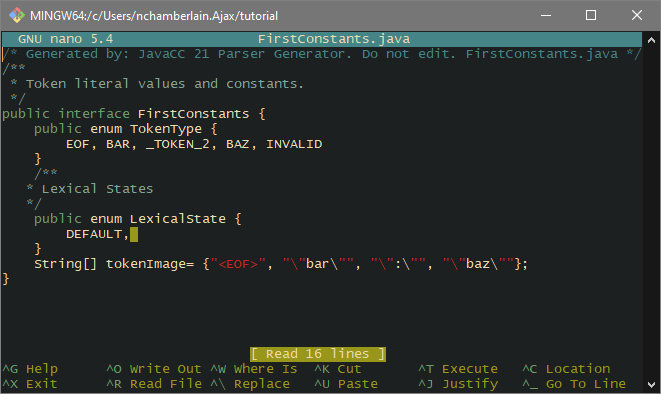 MINGW64:/c/Users/nchamberlain.Ajax/tutorial
GNU nano 5.4 FirstConstants.java
/* Generated by: JavaCC 21 Parser Generator. Do not edit. FirstConstants.java */
/**
 * Token literal values and constants.
 */
public interface FirstConstants {
    public enum TokenType {
        EOF, BAR, _TOKEN_2, BAZ, INVALID
    }
    /**
   * Lexical States
   */
    public enum LexicalState {
        DEFAULT,
    }
    String[] tokenImage= {"<EOF>", "\"bar\"", "\":\"", "\"baz\""};
}
[ Read 16 lines ]
^G Help ^O Write Out ^W Where Is ^K Cut ^T Execute ^C Location
^X Exit ^R Read File ^\ Replace ^U Paste ^J Justify ^_ Go To Line